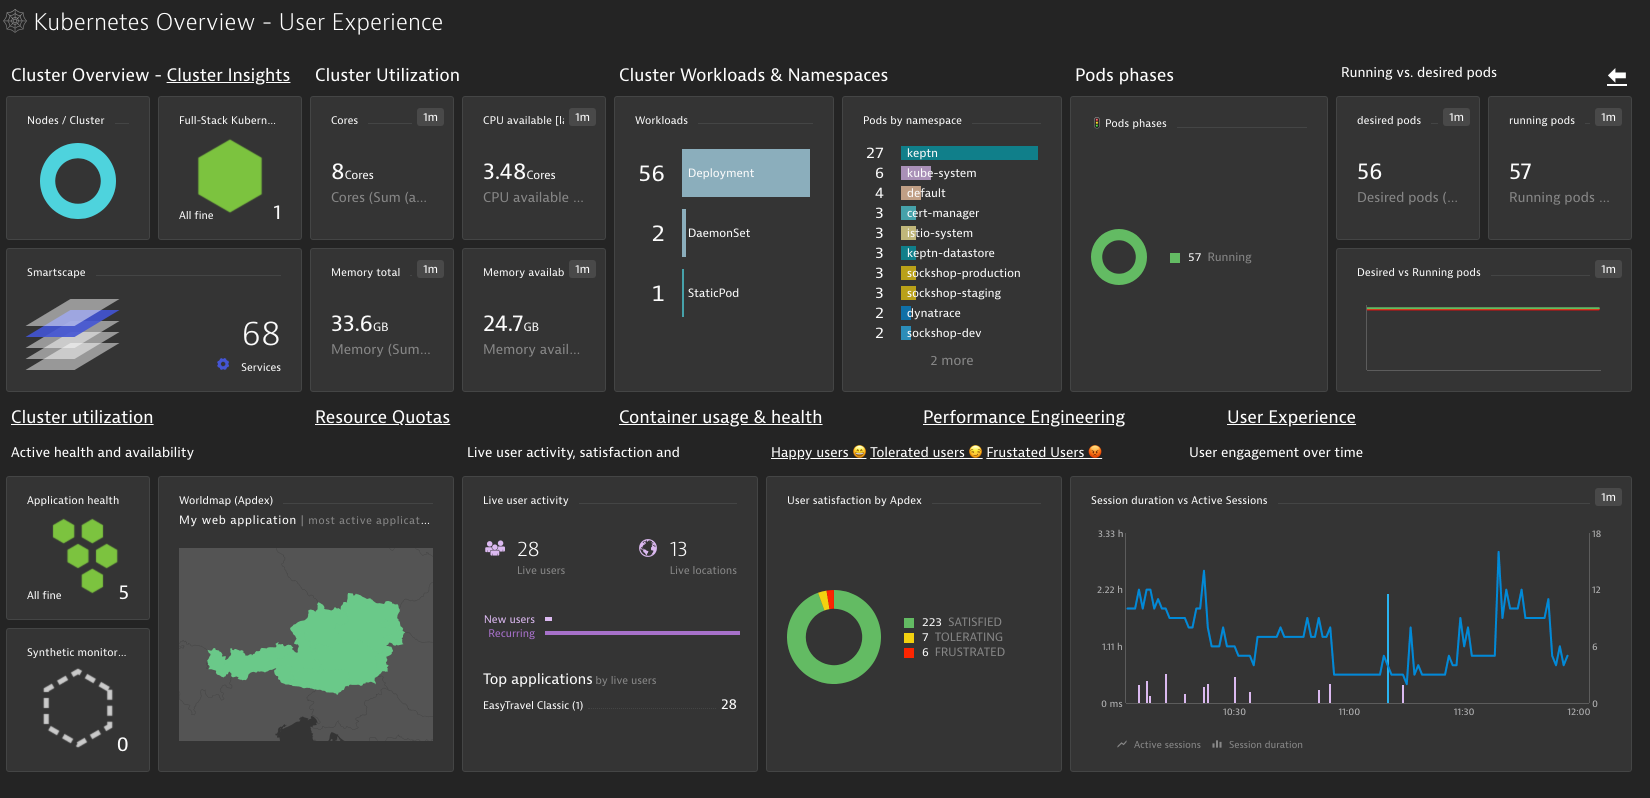 Kubernetes Overview - User Experience
Cluster Overview - Cluster Insights
Cluster Utilization
Cluster Workloads & Namespaces
Pods phases
Running vs. desired pods
Nodes / Cluster
Full-Stack Kubern...
All fine
1
Cores
1m
8Cores
Cores (Sum (a...
CPU available [la
1m
3.48Cores
CPU available ...
Workloads
56 Deployment
2 DaemonSet
1 StaticPod
Pods by namespace
27 keptn
6 kube-system
4 default
3 cert-manager
3 istio-system
3 keptn-datastore
3 sockshop-production
3 sockshop-staging
2 dynatrace
2 sockshop-dev
2 more
Pods phases
57 Running
desired pods
1m
56
Desired pods (...
running pods
1m
57
Running pods ...
Smartscape
68
Services
Memory total
1m
33.6GB
Memory (Sum...
Memory availab
1m
24.7GB
Memory avail...
Desired vs Running pods
1m
Cluster utilization
Resource Quotas
Container usage & health
Performance Engineering
User Experience
Active health and availability
Live user activity, satisfaction and
Happy users 😄 Tolerated users 😏 Frustated Users 😡
User engagement over time
Application health
All fine
5
Synthetic monitor...
0
Worldmap (Apdex)
My web application | most active applicat...
Live user activity
28
Live users
13
Live locations
New users
Recurring
Top applications by live users
EasyTravel Classic (1) 28
User satisfaction by Apdex
223 SATISFIED
7 TOLERATING
6 FRUSTRATED
Session duration vs Active Sessions
1m
3.33 h
2.22 h
1.11 h
0 ms
18
12
6
0
10:30
11:00
11:30
12:00
Active sessions
Session duration